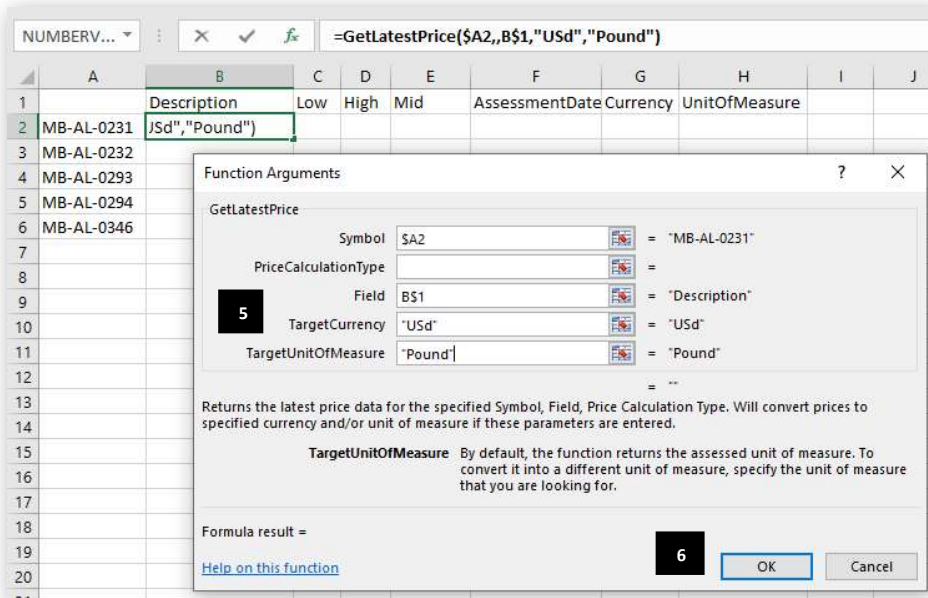 NUMBERV... =GetLatestPrice($A2,,B$1,"USd","Pound")
A B C D E F G H I J
1 Description Low High Mid AssessmentDate Currency UnitOfMeasure
2 MB-AL-0231 JSd","Pound")
3 MB-AL-0232
4 MB-AL-0293
5 MB-AL-0294
6 MB-AL-0346
7
8
9
10
11
12
13
14
15
16
17
18
19
20
Function Arguments ? ×
GetLatestPrice
Symbol $A2 = "MB-AL-0231"
PriceCalculationType =
Field B$1 = "Description"
5
TargetCurrency "USd" = "USd"
TargetUnitOfMeasure "Pound" = "Pound"
= ""
Returns the latest price data for the specified Symbol, Field, Price Calculation Type. Will convert prices to
specified currency and/or unit of measure if these parameters are entered.
TargetUnitOfMeasure By default, the function returns the assessed unit of measure. To
convert it into a different unit of measure, specify the unit of measure
that you are looking for.
Formula result =
6
Help on this function OK Cancel